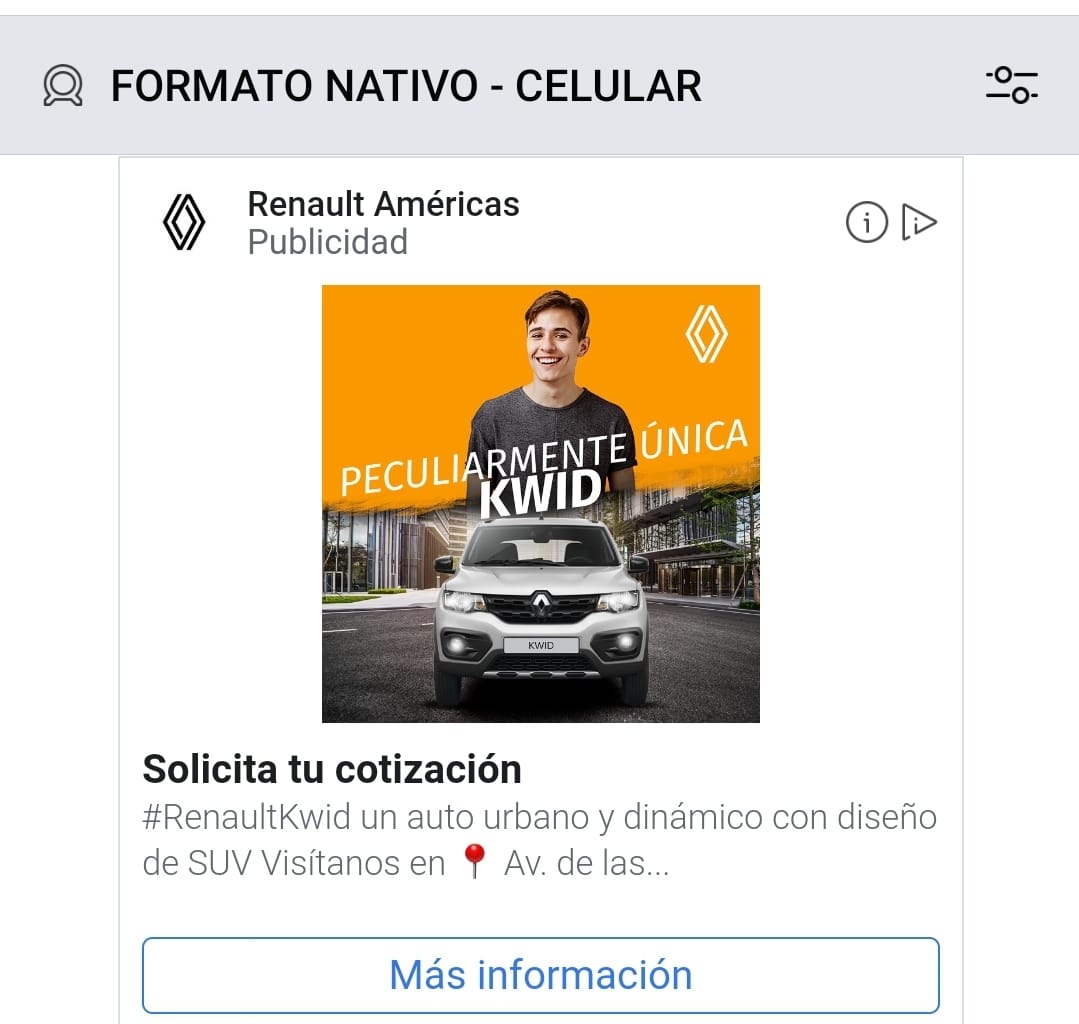 FORMATO NATIVO - CELULAR
Renault Américas
Publicidad
PECULIARMENTE ÚNICA
KWID
KWID
Solicita tu cotización
#RenaultKwid un auto urbano y dinámico con diseño
de SUV Visítanos en 📍 Av. de las...
Más información